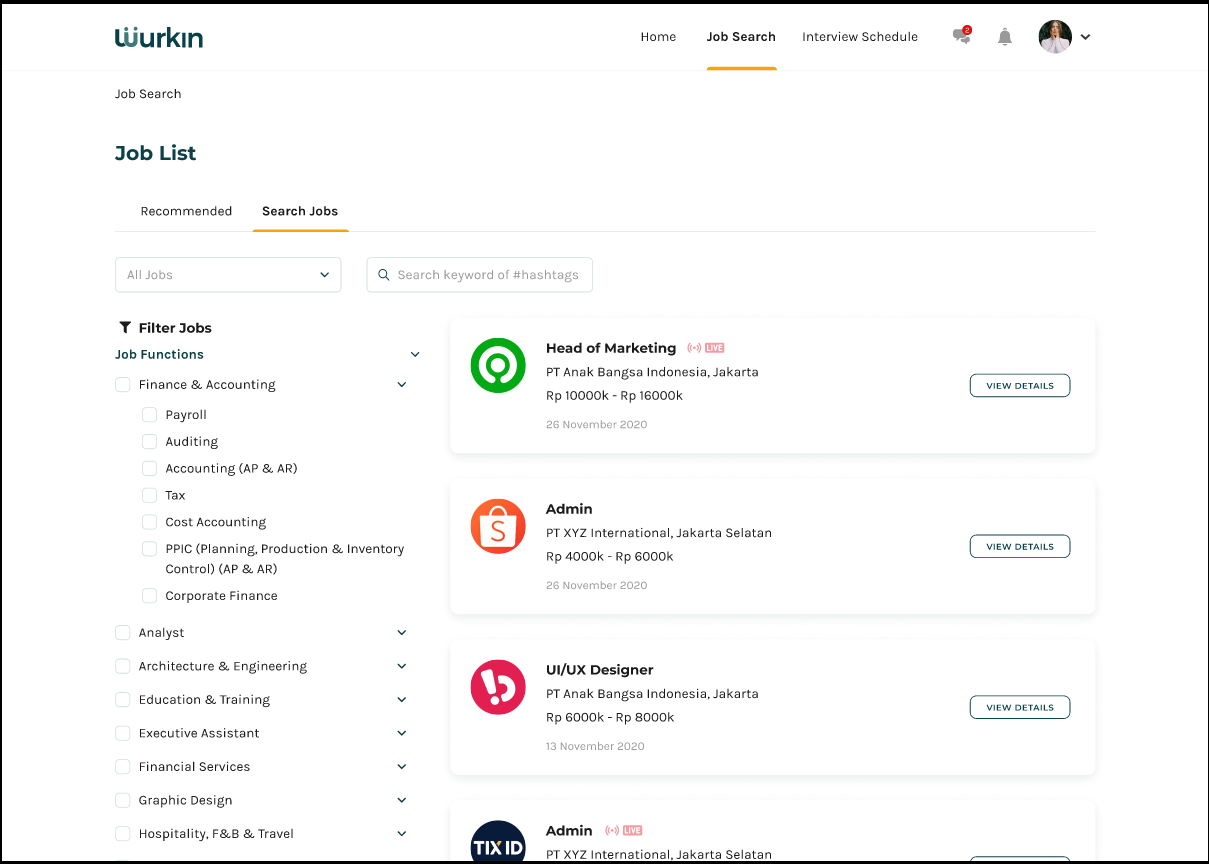 Wurkin
Home
Job Search
Interview Schedule
2
Job Search
Job List
Recommended
Search Jobs
All Jobs
Search keyword of #hashtags
Filter Jobs
Job Functions
Finance & Accounting
Payroll
Auditing
Accounting (AP & AR)
Tax
Cost Accounting
PPIC (Planning, Production & Inventory
Control) (AP & AR)
Corporate Finance
Analyst
Architecture & Engineering
Education & Training
Executive Assistant
Financial Services
Graphic Design
Hospitality, F&B & Travel
Head of Marketing LIVE
PT Anak Bangsa Indonesia, Jakarta
Rp 10000k - Rp 16000k
26 November 2020
VIEW DETAILS
S
Admin
PT XYZ International, Jakarta Selatan
Rp 4000k - Rp 6000k
26 November 2020
VIEW DETAILS
UI/UX Designer
PT Anak Bangsa Indonesia, Jakarta
Rp 6000k - Rp 8000k
13 November 2020
VIEW DETAILS
TIX ID
Admin LIVE
PT XYZ International, Jakarta Selatan